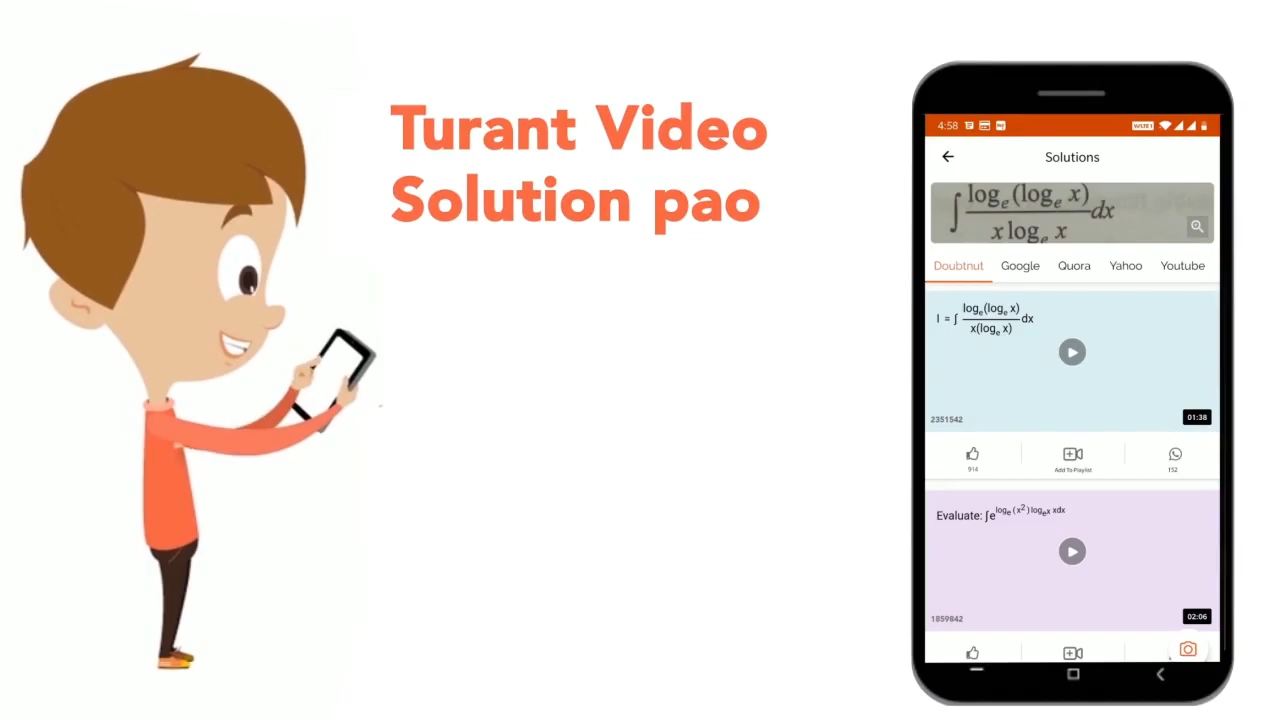 Turant Video
Solution pao
4:58
Solutions
∫ logₑ(logₑ x) / x logₑ x dx
Doubtnut Google Quora Yahoo Youtube
I = ∫ logₑ(logₑ x) / x(logₑ x) dx
2351542 01:38
914 Add To Playlist 152
Evaluate: ∫e^logₑ(x²)logₑx xdx
1859842 02:06